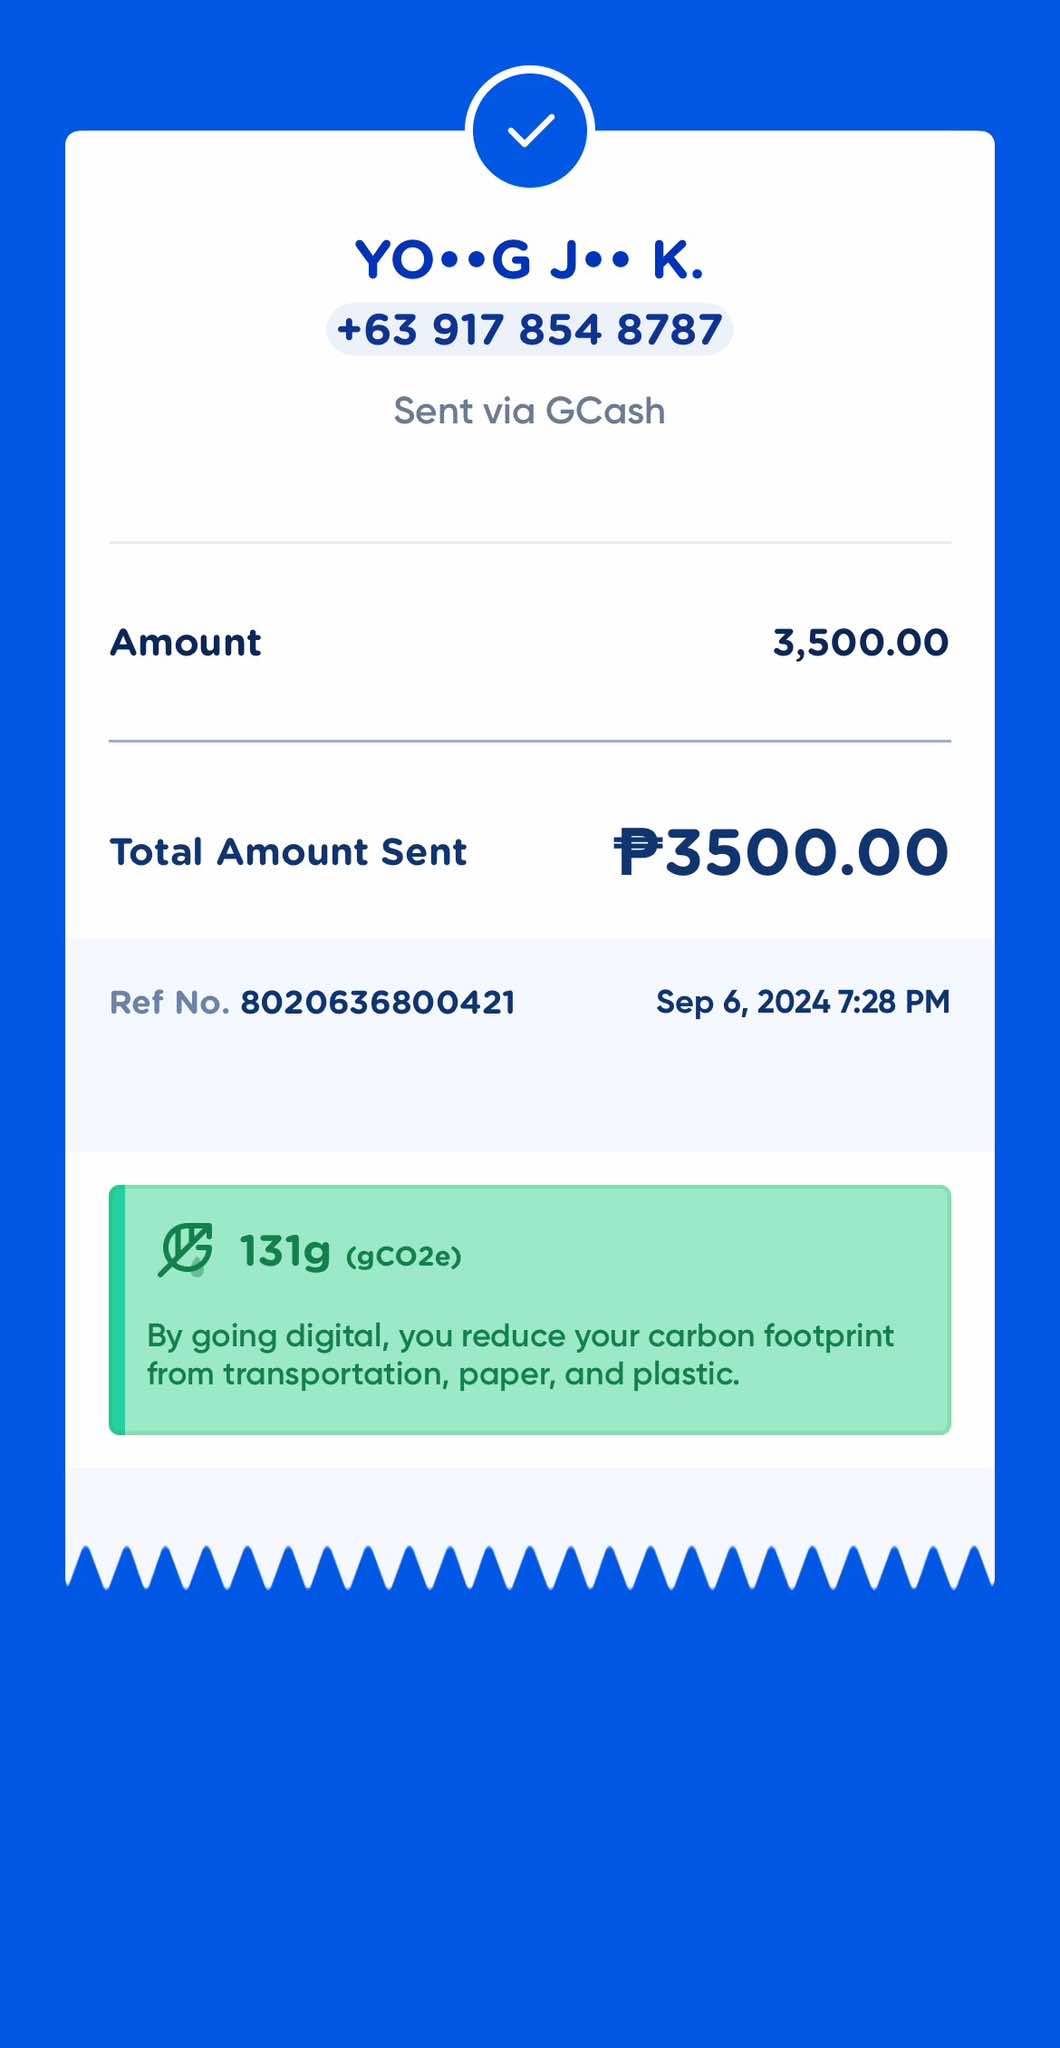 YO••G J•• K.
+63 917 854 8787
Sent via GCash
Amount 3,500.00
Total Amount Sent ₱3500.00
Ref No. 8020636800421 Sep 6, 2024 7:28 PM
131g (gCO2e)
By going digital, you reduce your carbon footprint
from transportation, paper, and plastic.